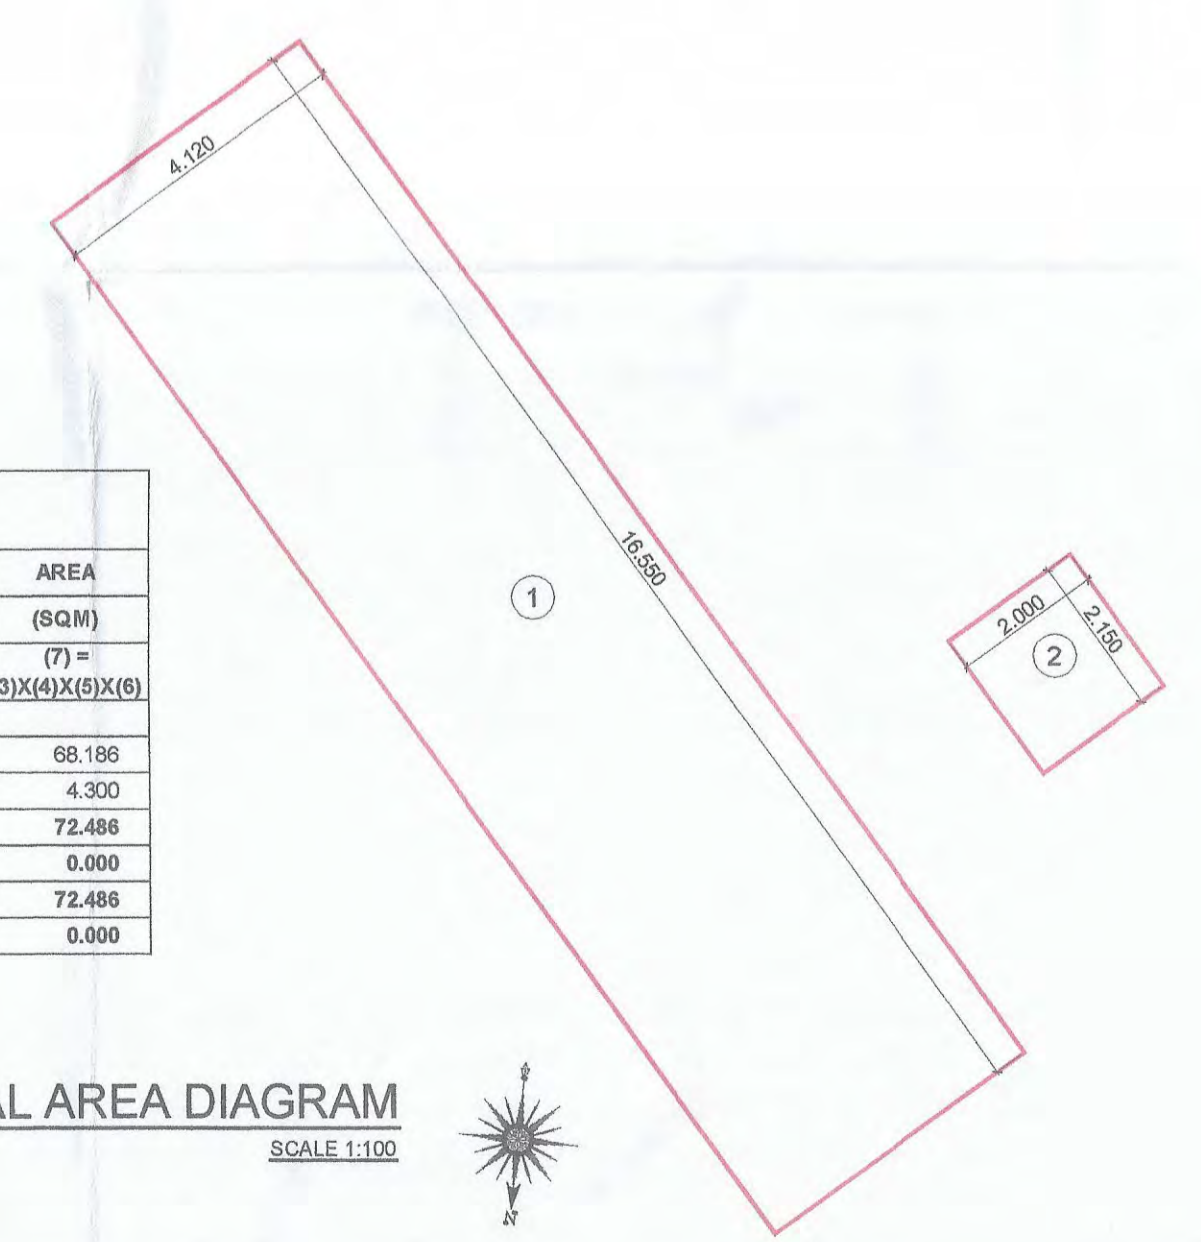 4.120
16.550
1
2.000
2.150
2
AREA
(SQM)
(7) =
3)X(4)X(5)X(6)
68.186
4.300
72.486
0.000
72.486
0.000
AL AREA DIAGRAM
SCALE 1:100
N